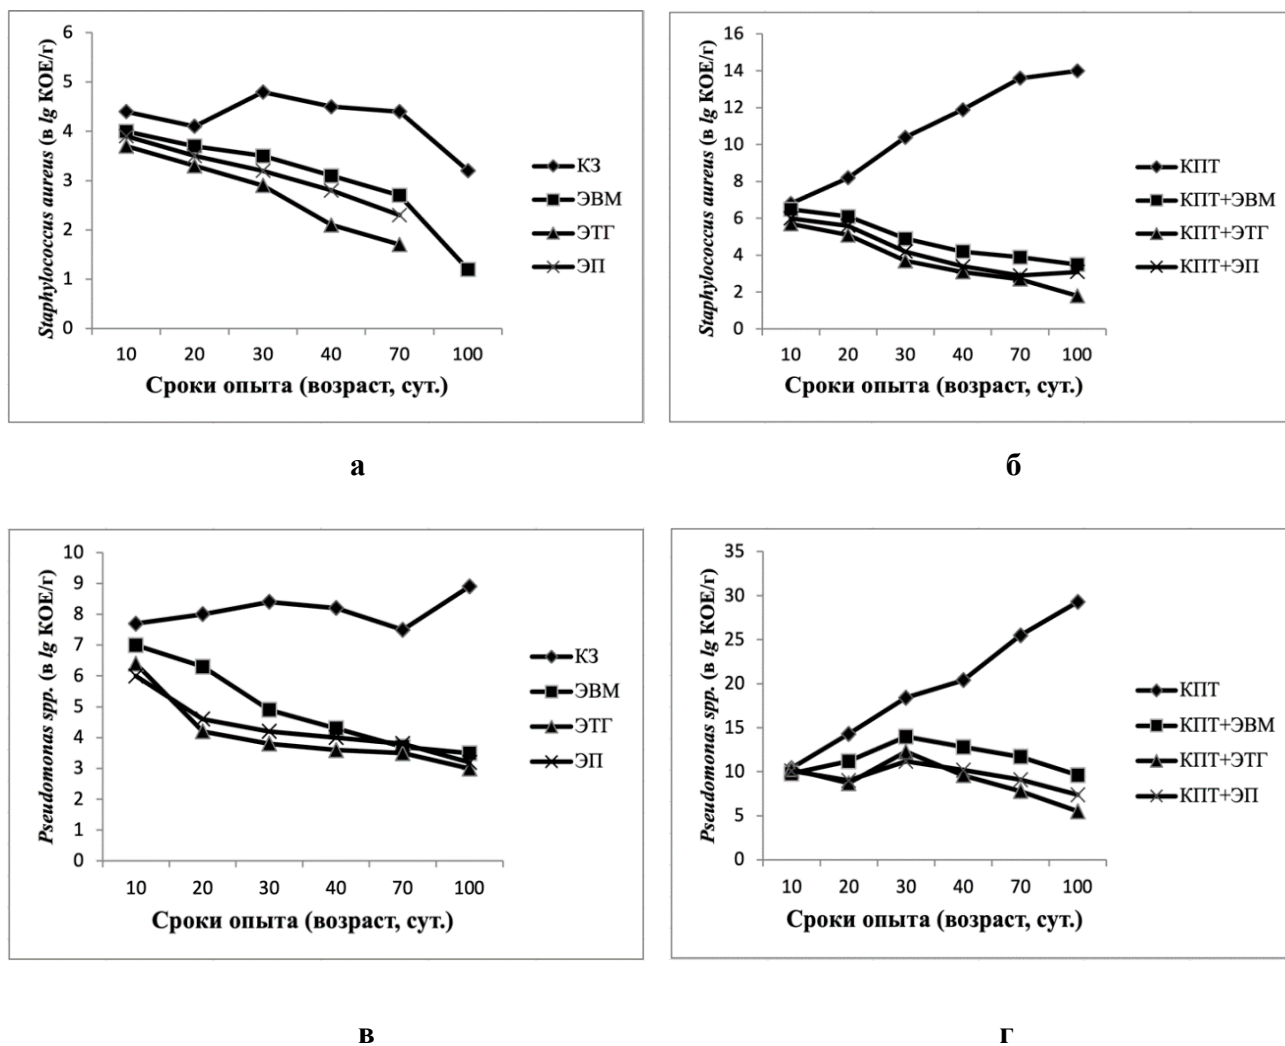 Staphylococcus aureus (в lg КОЕ/г)
6
5
4
3
2
1
0
10 20 30 40 70 100
Сроки опыта (возраст, сут.)
КЗ
ЭВМ
ЭТГ
ЭП
а
Staphylococcus aureus (в lg КОЕ/г)
16
14
12
10
8
6
4
2
0
10 20 30 40 70 100
Сроки опыта (возраст, сут.)
КПТ
КПТ+ЭВМ
КПТ+ЭТГ
КПТ+ЭП
б
Pseudomonas spp. (в lg КОЕ/г)
10
9
8
7
6
5
4
3
2
1
0
10 20 30 40 70 100
Сроки опыта (возраст, сут.)
КЗ
ЭВМ
ЭТГ
ЭП
в
Pseudomonas spp. (в lg КОЕ/г)
35
30
25
20
15
10
5
0
10 20 30 40 70 100
Сроки опыта (возраст, сут.)
КПТ
КПТ+ЭВМ
КПТ+ЭТГ
КПТ+ЭП
г